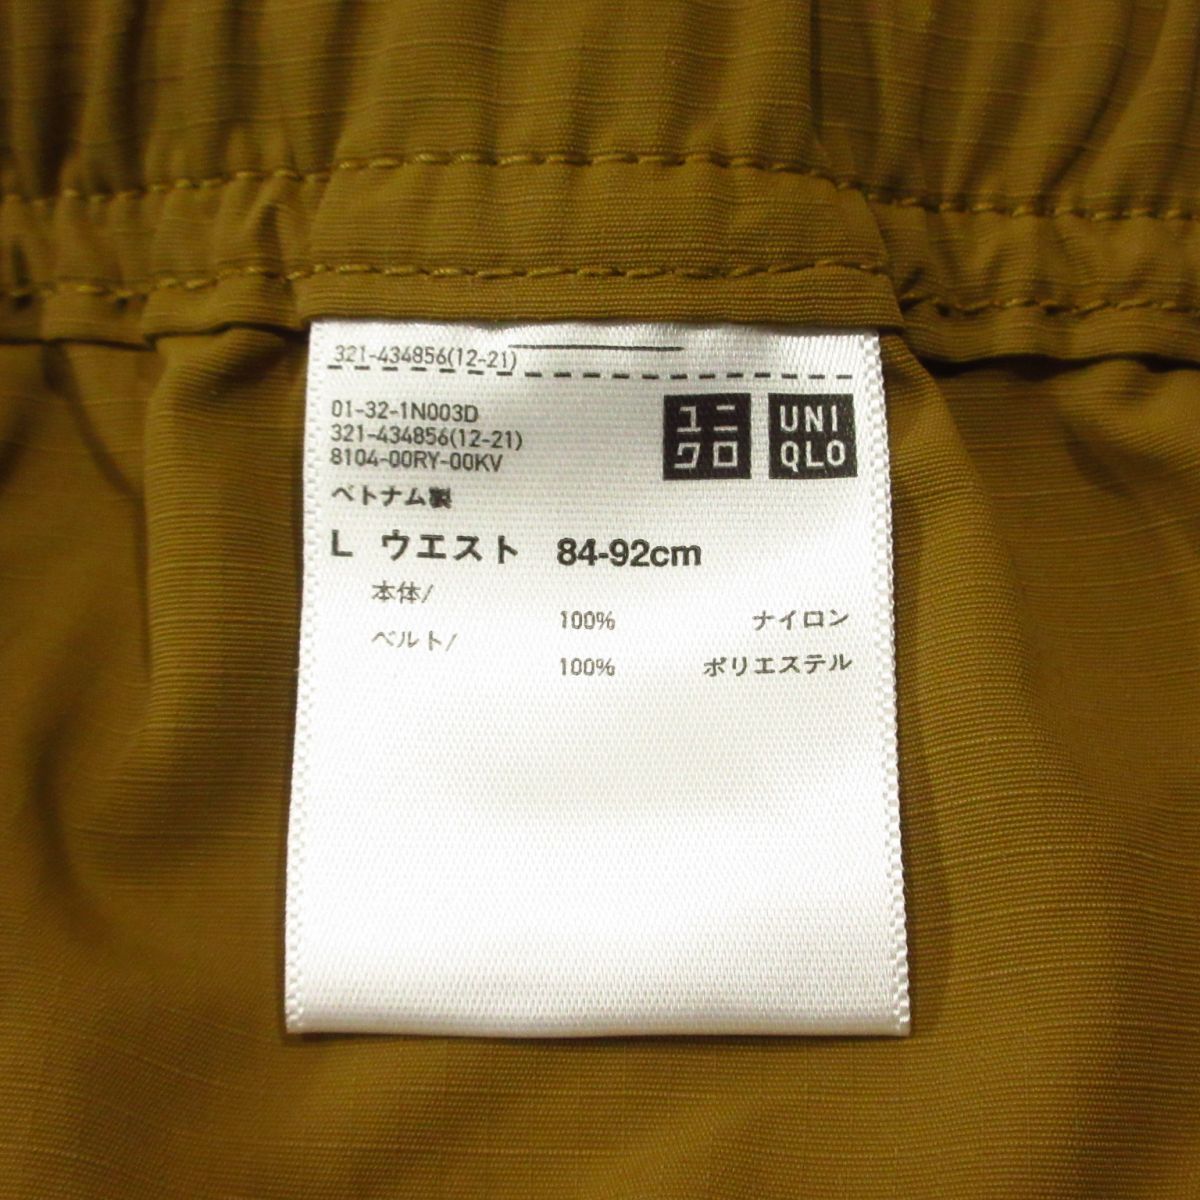 321-434856(12-21)
01-32-1N003D
321-434856(12-21)
8104-00RY-00KV
ユニ
クロ
UNI
QLO
ベトナム製
L ウエスト 84-92cm
本体/
100% ナイロン
ベルト/
100% ポリエステル